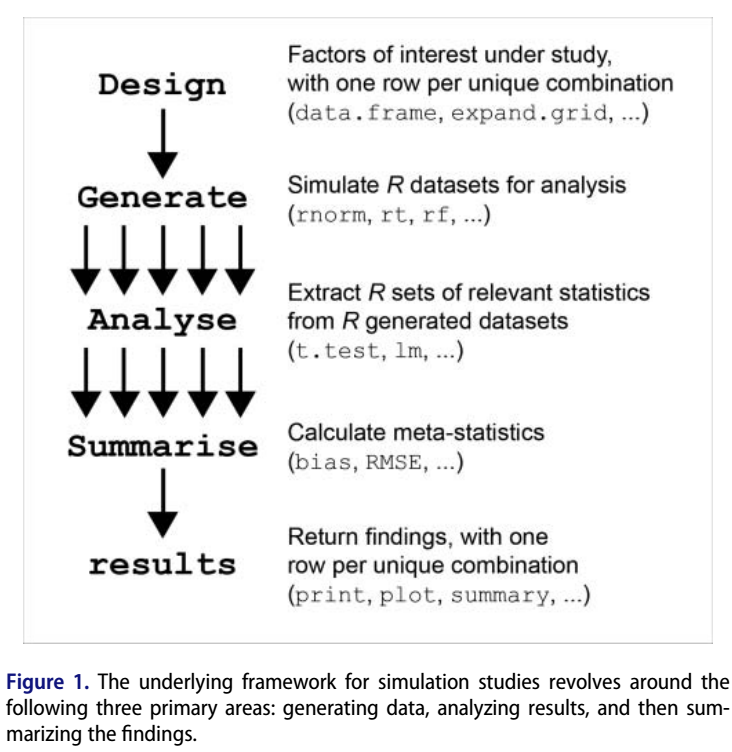 Design
Factors of interest under study,
with one row per unique combination
(data.frame, expand.grid, ...)
Generate
Simulate R datasets for analysis
(rnorm, rt, rf, ...)
Analyse
Extract R sets of relevant statistics
from R generated datasets
(t.test, lm, ...)
Summarise
Calculate meta-statistics
(bias, RMSE, ...)
results
Return findings, with one
row per unique combination
(print, plot, summary, ...)
Figure 1. The underlying framework for simulation studies revolves around the
following three primary areas: generating data, analyzing results, and then sum-
marizing the findings.